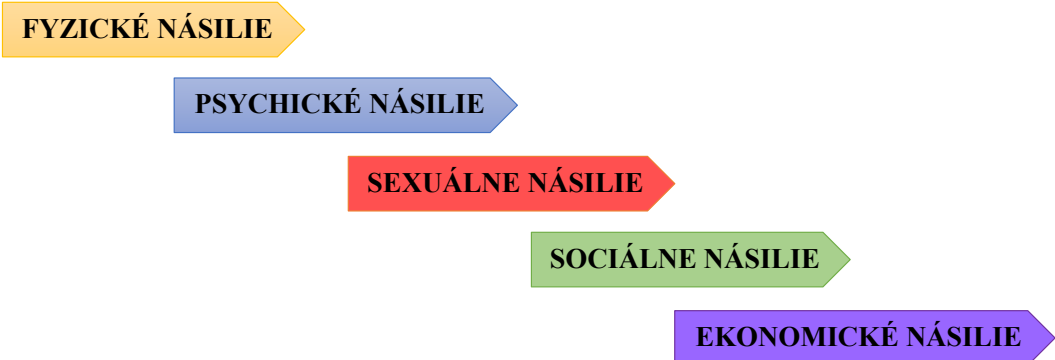 FYZICKÉ NÁSILIE
PSYCHICKÉ NÁSILIE
SEXUÁLNE NÁSILIE
SOCIÁLNE NÁSILIE
EKONOMICKÉ NÁSILIE